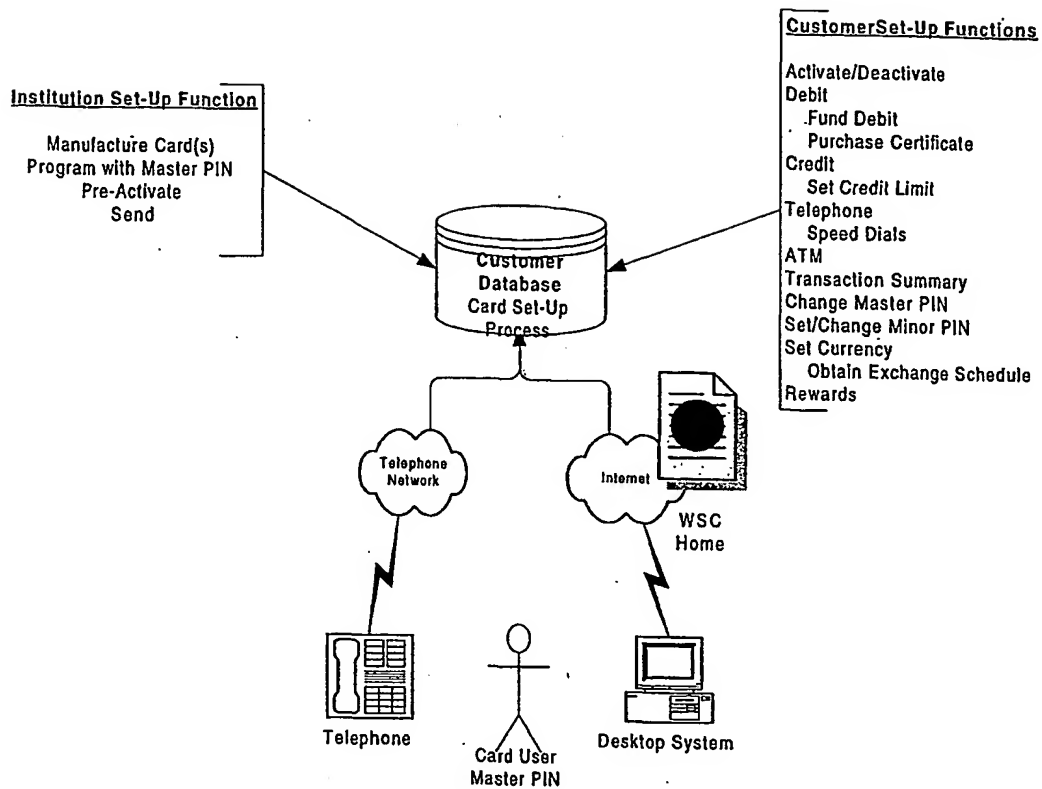 Institution Set-Up Function
Manufacture Card(s)
Program with Master PIN
Pre-Activate
Send
CustomerSet-Up Functions
Activate/Deactivate
Debit
Fund Debit
Purchase Certificate
Credit
Set Credit Limit
Telephone
Speed Dials
ATM
Transaction Summary
Change Master PIN
Set/Change Minor PIN
Set Currency
Obtain Exchange Schedule
Rewards
Customer
Database
Card Set-Up
Process
Telephone
Network
Internet
WSC
Home
Telephone
Card User
Master PIN
Desktop System